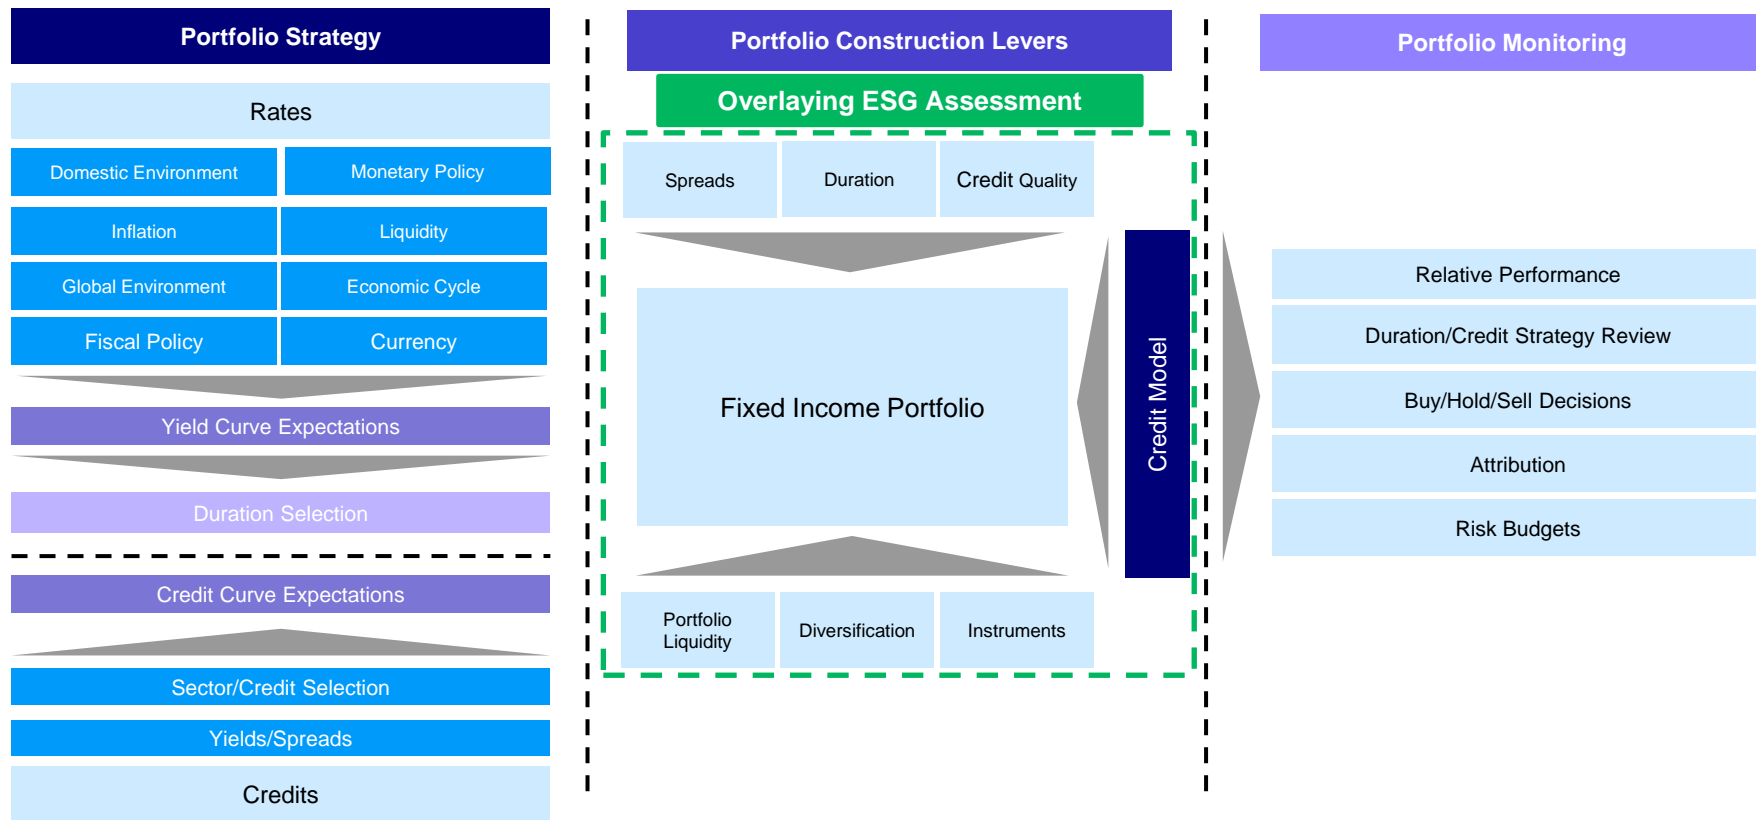 Portfolio Strategy
Rates
Domestic Environment
Monetary Policy
Inflation
Liquidity
Global Environment
Economic Cycle
Fiscal Policy
Currency
Yield Curve Expectations
Duration Selection
Credit Curve Expectations
Sector/Credit Selection
Yields/Spreads
Credits
Portfolio Construction Levers
Overlaying ESG Assessment
Spreads
Duration
Credit Quality
Fixed Income Portfolio
Credit Model
Portfolio
Liquidity
Diversification
Instruments
Portfolio Monitoring
Relative Performance
Duration/Credit Strategy Review
Buy/Hold/Sell Decisions
Attribution
Risk Budgets